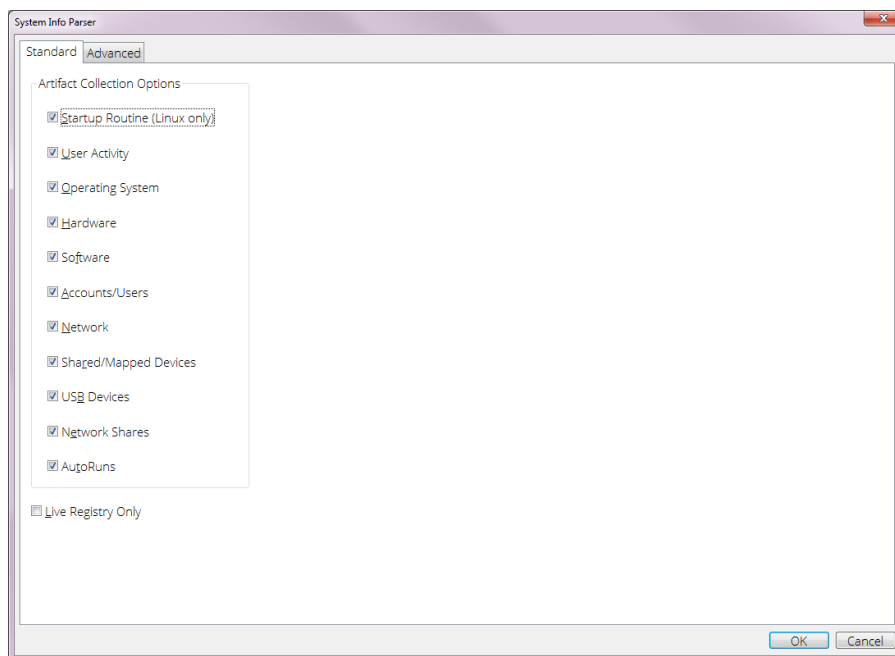 System Info Parser
Standard
Advanced
Artifact Collection Options
Startup Routine (Linux only)
User Activity
Operating System
Hardware
Software
Accounts/Users
Network
Shared/Mapped Devices
USB Devices
Network Shares
AutoRuns
Live Registry Only
OK
Cancel